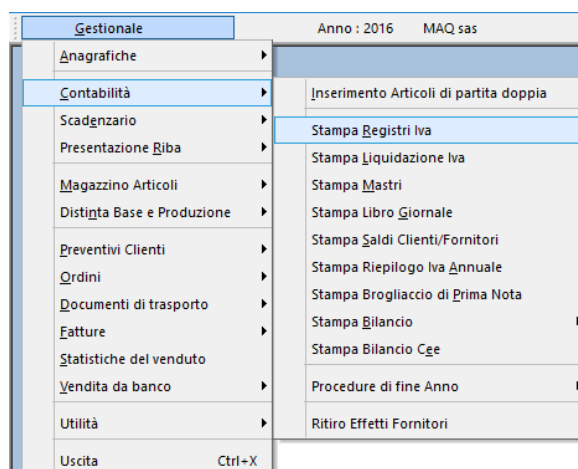 Gestionale
Anno : 2016 MAQ sas
Anagrafiche
Contabilità
Scadenzario
Presentazione Riba
Magazzino Articoli
Distinta Base e Produzione
Preventivi Clienti
Ordini
Documenti di trasporto
Fatture
Statistiche del venduto
Vendita da banco
Utilità
Uscita Ctrl+X
Inserimento Articoli di partita doppia
Stampa Registri Iva
Stampa Liquidazione Iva
Stampa Mastri
Stampa Libro Giornale
Stampa Saldi Clienti/Fornitori
Stampa Riepilogo Iva Annuale
Stampa Brogliaccio di Prima Nota
Stampa Bilancio
Stampa Bilancio Cee
Procedure di fine Anno
Ritiro Effetti Fornitori